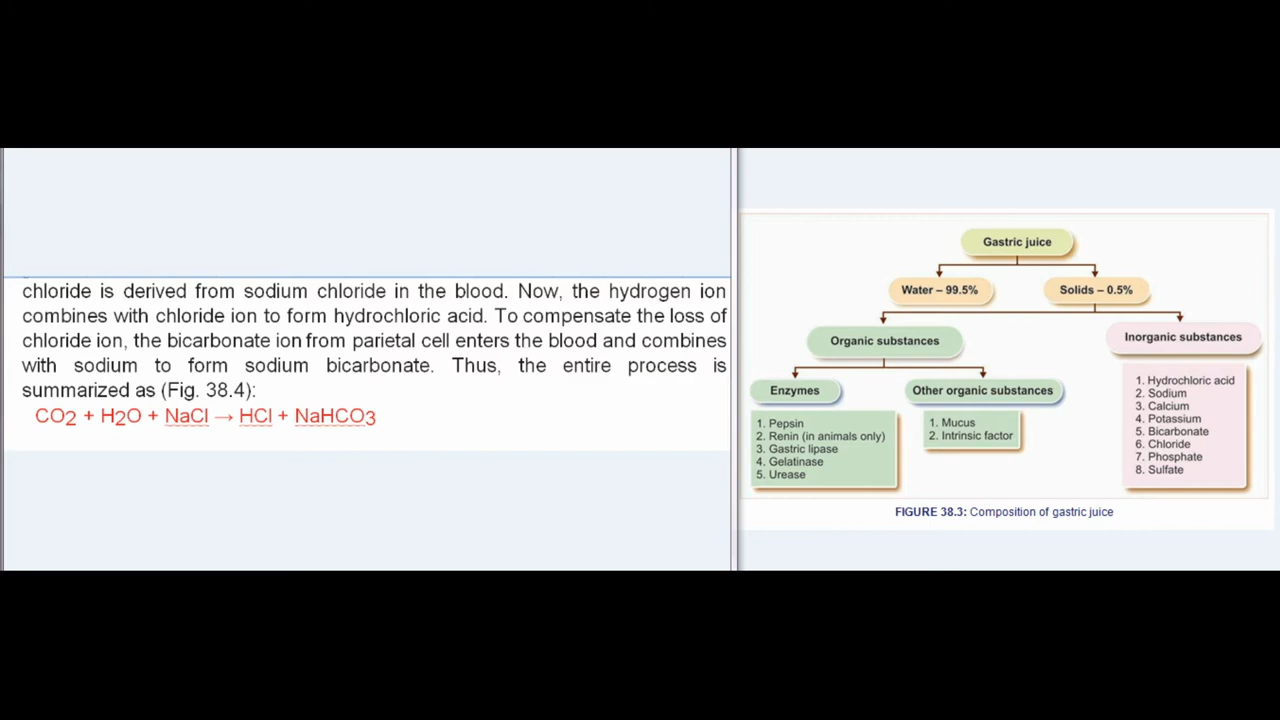 chloride is derived from sodium chloride in the blood. Now, the hydrogen ion
combines with chloride ion to form hydrochloric acid. To compensate the loss of
chloride ion, the bicarbonate ion from parietal cell enters the blood and combines
with sodium to form sodium bicarbonate. Thus, the entire process is
summarized as (Fig. 38.4):
CO2 + H2O + NaCl → HCl + NaHCO3
Gastric juice
Water – 99.5%
Solids – 0.5%
Organic substances
Inorganic substances
Enzymes
Other organic substances
1. Pepsin
2. Renin (in animals only)
3. Gastric lipase
4. Gelatinase
5. Urease
1. Mucus
2. Intrinsic factor
1. Hydrochloric acid
2. Sodium
3. Calcium
4. Potassium
5. Bicarbonate
6. Chloride
7. Phosphate
8. Sulfate
FIGURE 38.3: Composition of gastric juice